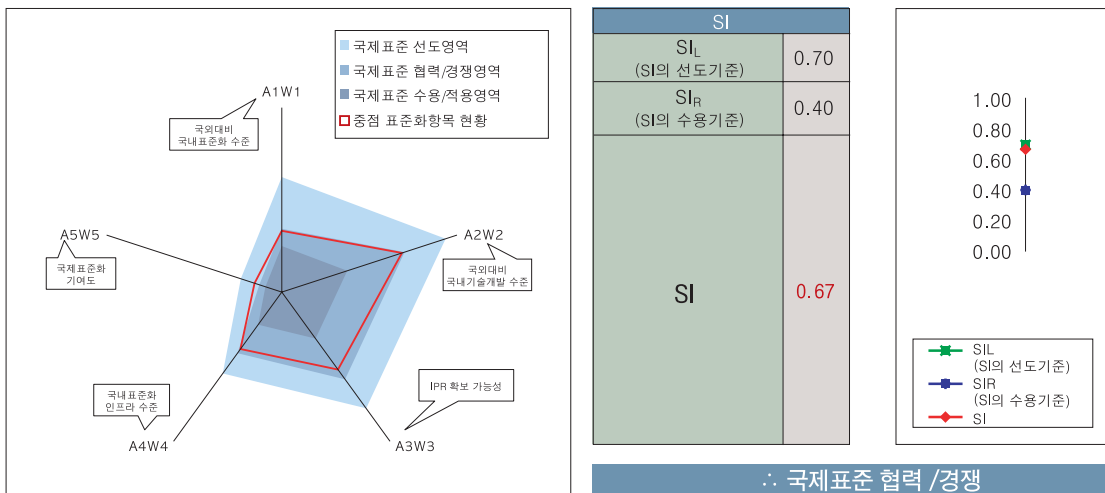 국제표준 선도영역
국제표준 협력/경쟁영역
국제표준 수용/적용영역
중점 표준화항목 현황
A1W1
국외대비
국내표준화 수준
A2W2
국외대비
국내기술개발 수준
A5W5
국제표준화
기여도
IPR 확보 가능성
A3W3
국내표준화
인프라 수준
A4W4
SI
SIL
(SI의 선도기준)
0.70
SIR
(SI의 수용기준)
0.40
SI
0.67
1.00
0.80
0.60
0.40
0.20
0.00
SIL
(SI의 선도기준)
SIR
(SI의 수용기준)
SI
∴ 국제표준 협력 /경쟁